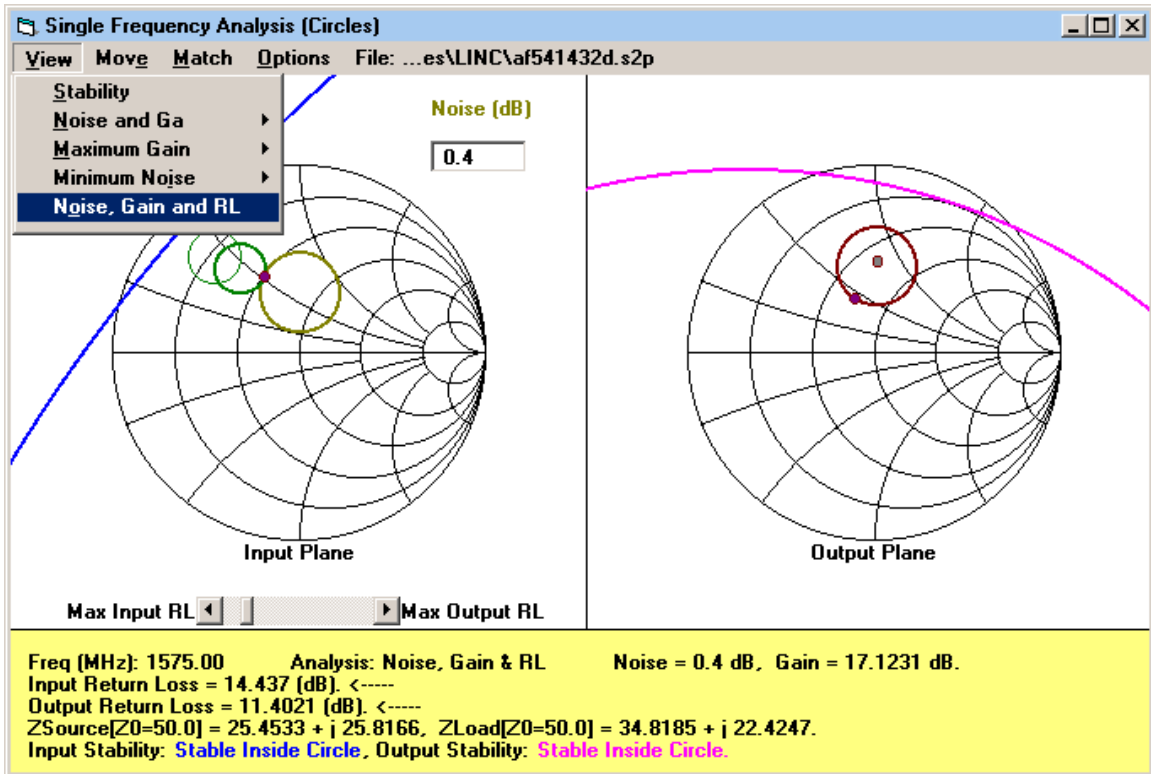 Single Frequency Analysis (Circles)
View Move Match Options File: ...es\LINC\af541432d.s2p
Stability
Noise and Ga
Maximum Gain
Minimum Noise
Noise, Gain and RL
Noise (dB)
0.4
Input Plane
Output Plane
Max Input RL Max Output RL
Freq (MHz): 1575.00 Analysis: Noise, Gain & RL Noise = 0.4 dB, Gain = 17.1231 dB.
Input Return Loss = 14.437 (dB). <-----
Output Return Loss = 11.4021 (dB). <-----
ZSource[Z0=50.0] = 25.4533 + j 25.8166, ZLoad[Z0=50.0] = 34.8185 + j 22.4247.
Input Stability: Stable Inside Circle, Output Stability: Stable Inside Circle.